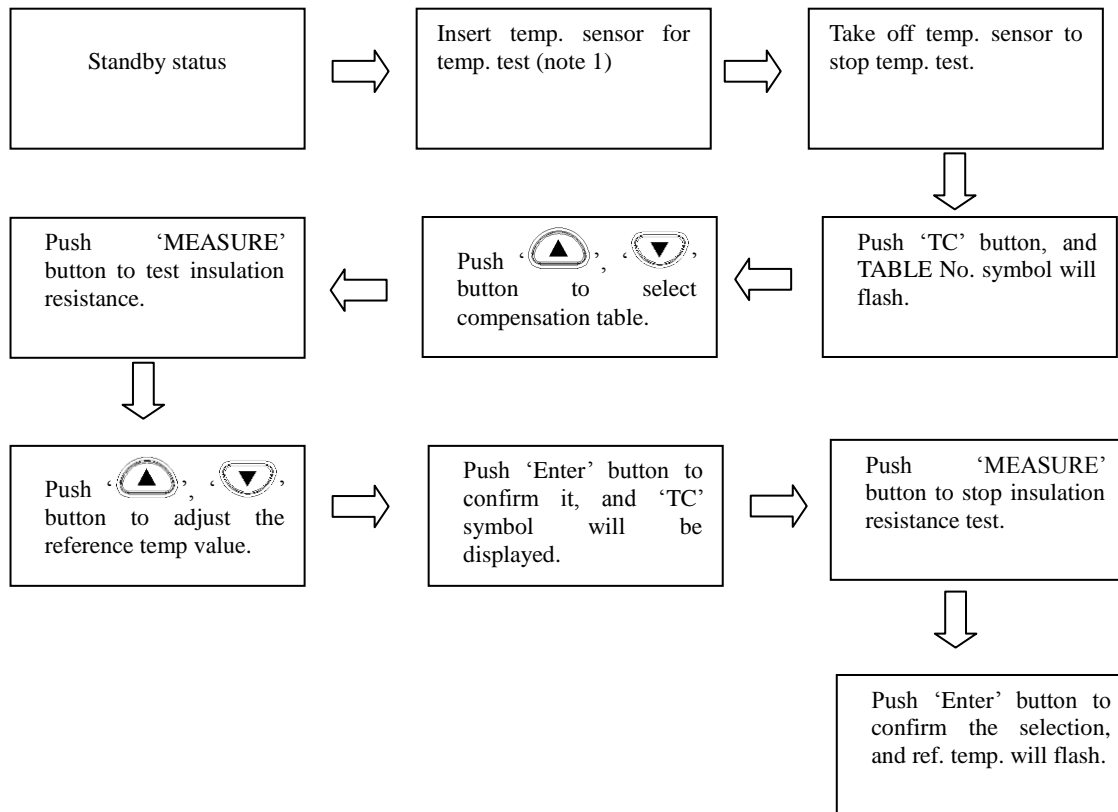 Standby status
Insert temp. sensor for
temp. test (note 1)
Take off temp. sensor to
stop temp. test.
Push ‘TC’ button, and
TABLE No. symbol will
flash.
Push ‘▲’, ‘▼’
button to select
compensation table.
Push ‘MEASURE’
button to test insulation
resistance.
Push ‘▲’, ‘▼’
button to adjust the
reference temp value.
Push ‘Enter’ button to
confirm it, and ‘TC’
symbol will be
displayed.
Push ‘MEASURE’
button to stop insulation
resistance test.
Push ‘Enter’ button to
confirm the selection,
and ref. temp. will flash.